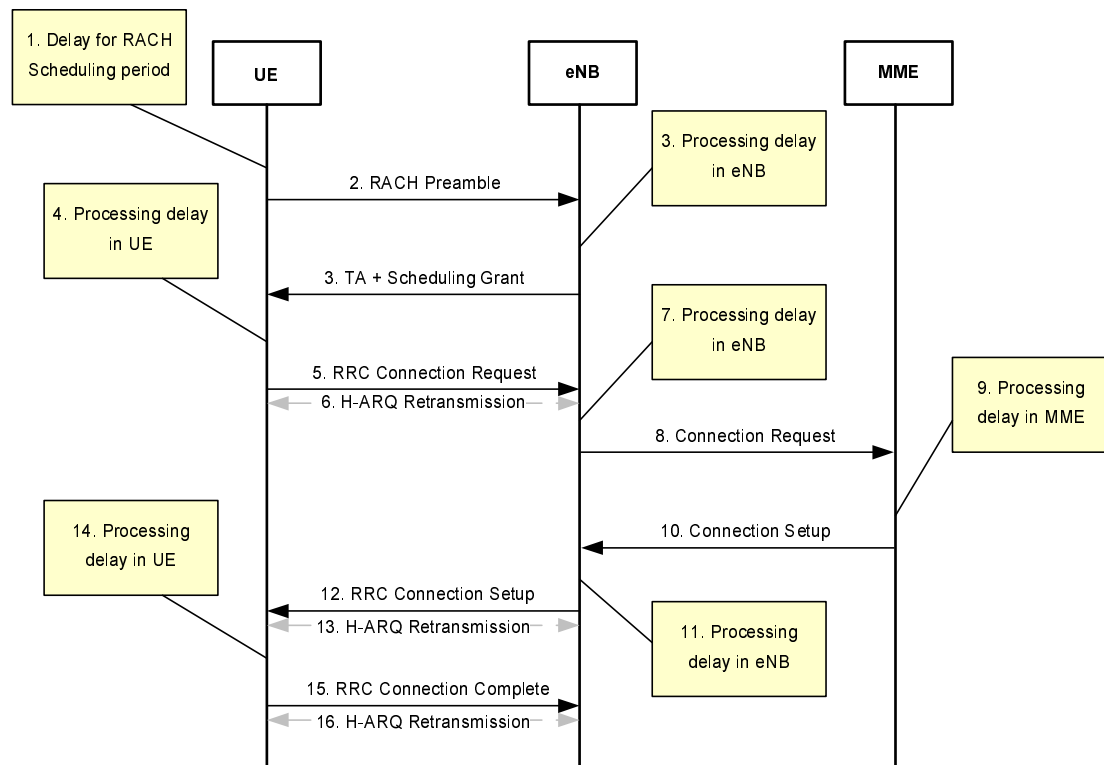 1. Delay for RACH
Scheduling period
UE
eNB
MME
3. Processing delay
in eNB
2. RACH Preamble
4. Processing delay
in UE
3. TA + Scheduling Grant
7. Processing delay
in eNB
5. RRC Connection Request
6. H-ARQ Retransmission
9. Processing
delay in MME
8. Connection Request
14. Processing
delay in UE
10. Connection Setup
12. RRC Connection Setup
13. H-ARQ Retransmission
11. Processing
delay in eNB
15. RRC Connection Complete
16. H-ARQ Retransmission